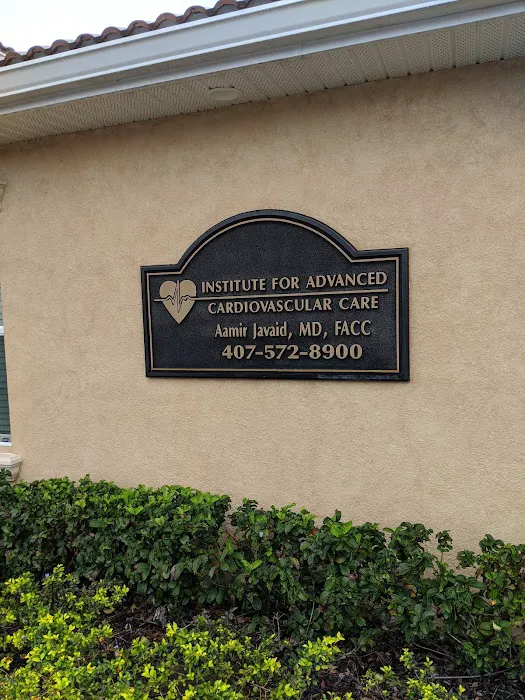 INSTITUTE FOR ADVANCED
CARDIOVASCULAR CARE
Aamir Javaid, MD, FACC
407-572-8900